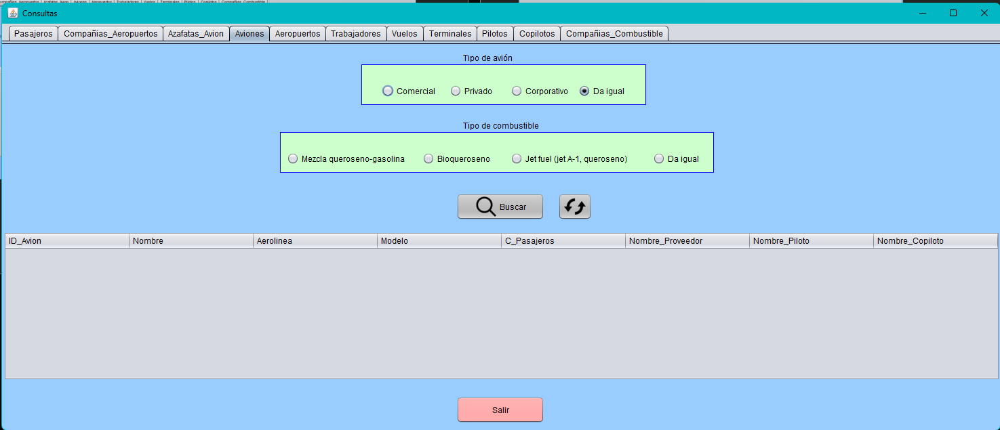 Consultas
Pasajeros Compañias_Aeropuertos Azafatas_Avion Aviones Aeropuertos Trabajadores Vuelos Terminales Pilotos Copilotos Compañias_Combustible
Tipo de avión
Comercial Privado Corporativo Da igual
Tipo de combustible
Mezcla queroseno-gasolina Bioqueroseno Jet fuel (jet A-1, queroseno) Da igual
Buscar
ID_Avion Nombre Aerolinea Modelo C_Pasajeros Nombre_Proveedor Nombre_Piloto Nombre_Copiloto
Salir